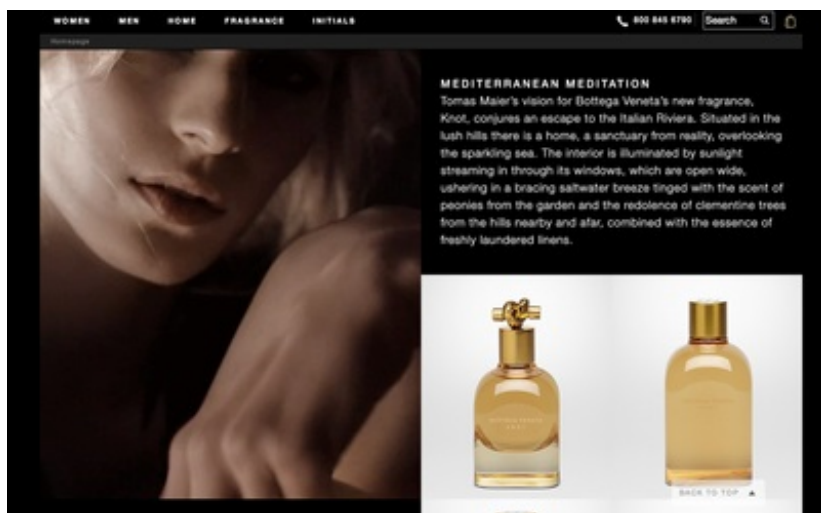 WOMEN MEN HOME FRAGRANCE INITIALS 800 845 6790 Search
Homepage
MEDITERRANEAN MEDITATION
Tomas Maier's vision for Bottega Veneta's new fragrance,
Knot, conjures an escape to the Italian Riviera. Situated in the
lush hills there is a home, a sanctuary from reality, overlooking
the sparkling sea. The interior is illuminated by sunlight
streaming in through its windows, which are open wide,
ushering in a bracing saltwater breeze tinged with the scent of
peonies from the garden and the redolence of clementine trees
from the hills nearby and afar, combined with the essence of
freshly laundered linens.
BOTTEGA VENETA
KNOT
BACK TO TOP